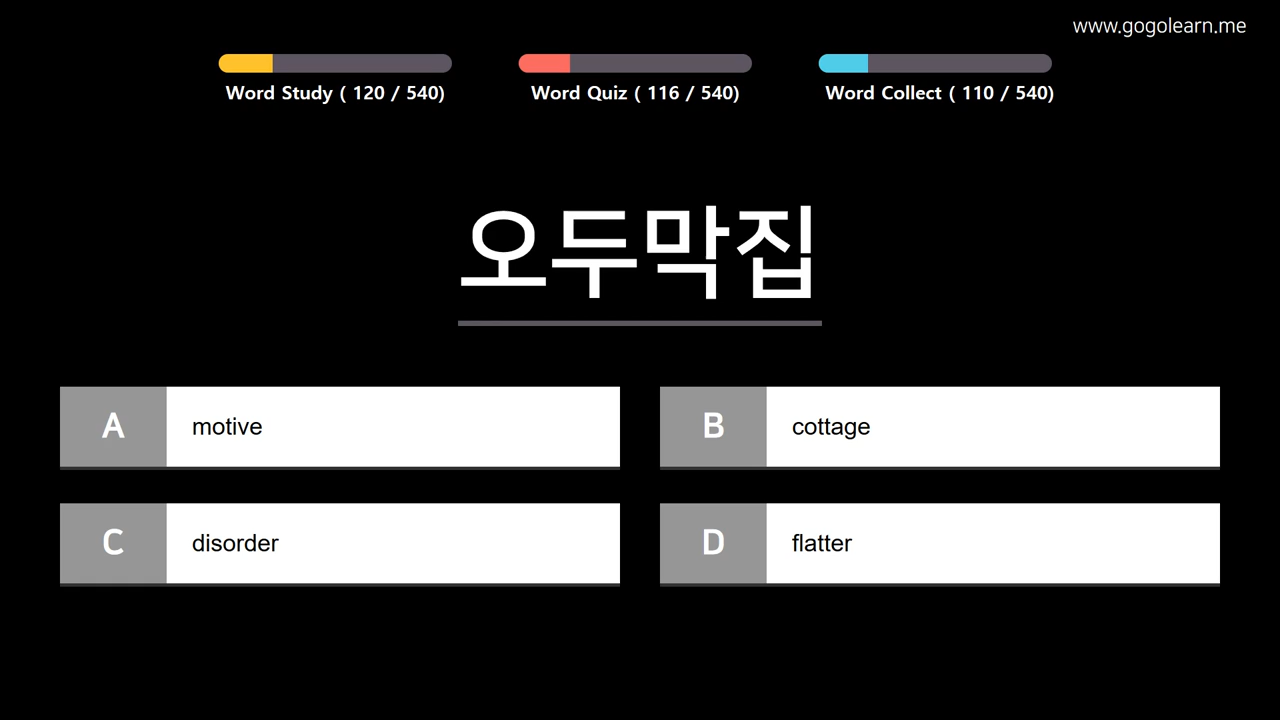 www.gogolearn.me
Word Study ( 120 / 540)
Word Quiz ( 116 / 540)
Word Collect ( 110 / 540)
오두막집
A motive
B cottage
C disorder
D flatter